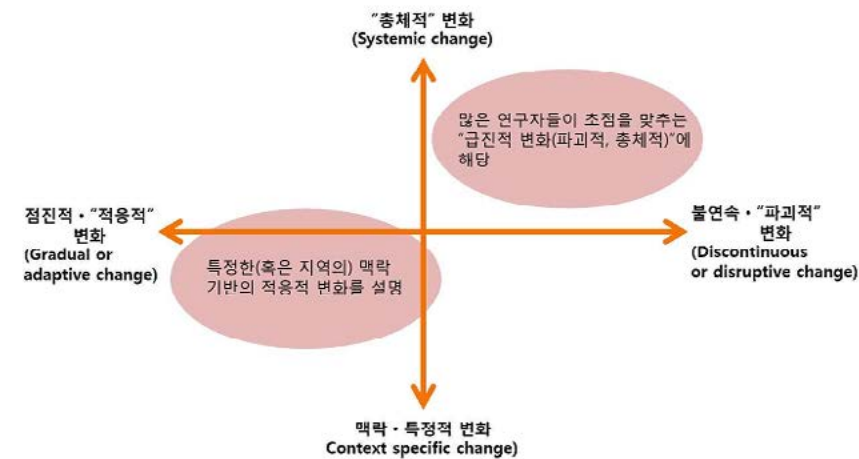 “총체적” 변화
(Systemic change)
많은 연구자들이 초점을 맞추는
“급진적 변화(파괴적, 총체적)”에
해당
점진적・“적응적”
변화
(Gradual or
adaptive change)
불연속・“파괴적”
변화
(Discontinuous
or disruptive change)
특정한(혹은 지역의) 맥락
기반의 적응적 변화를 설명
맥락・특정적 변화
Context specific change)